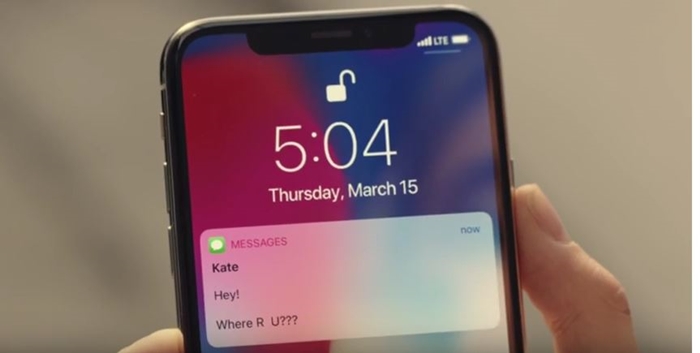 LTE
5:04
Thursday, March 15
MESSAGES now
Kate
Hey!
Where R U???